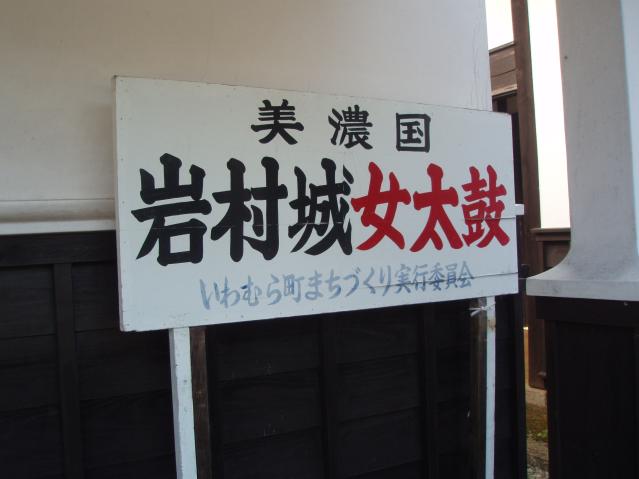 美濃国
岩村城女太鼓
いわむら町まちづくり実行委員会